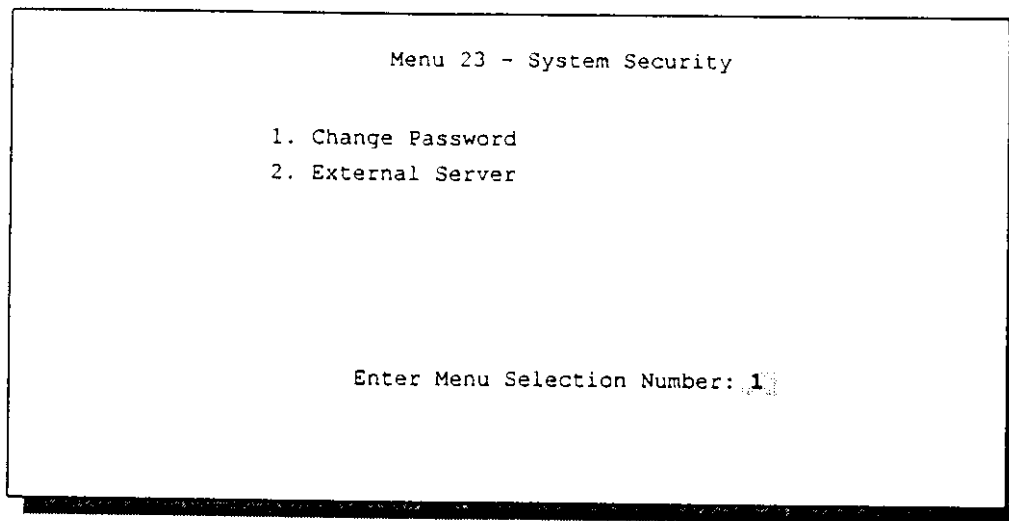 Menu 23 - System Security
1. Change Password
2. External Server
Enter Menu Selection Number: 1